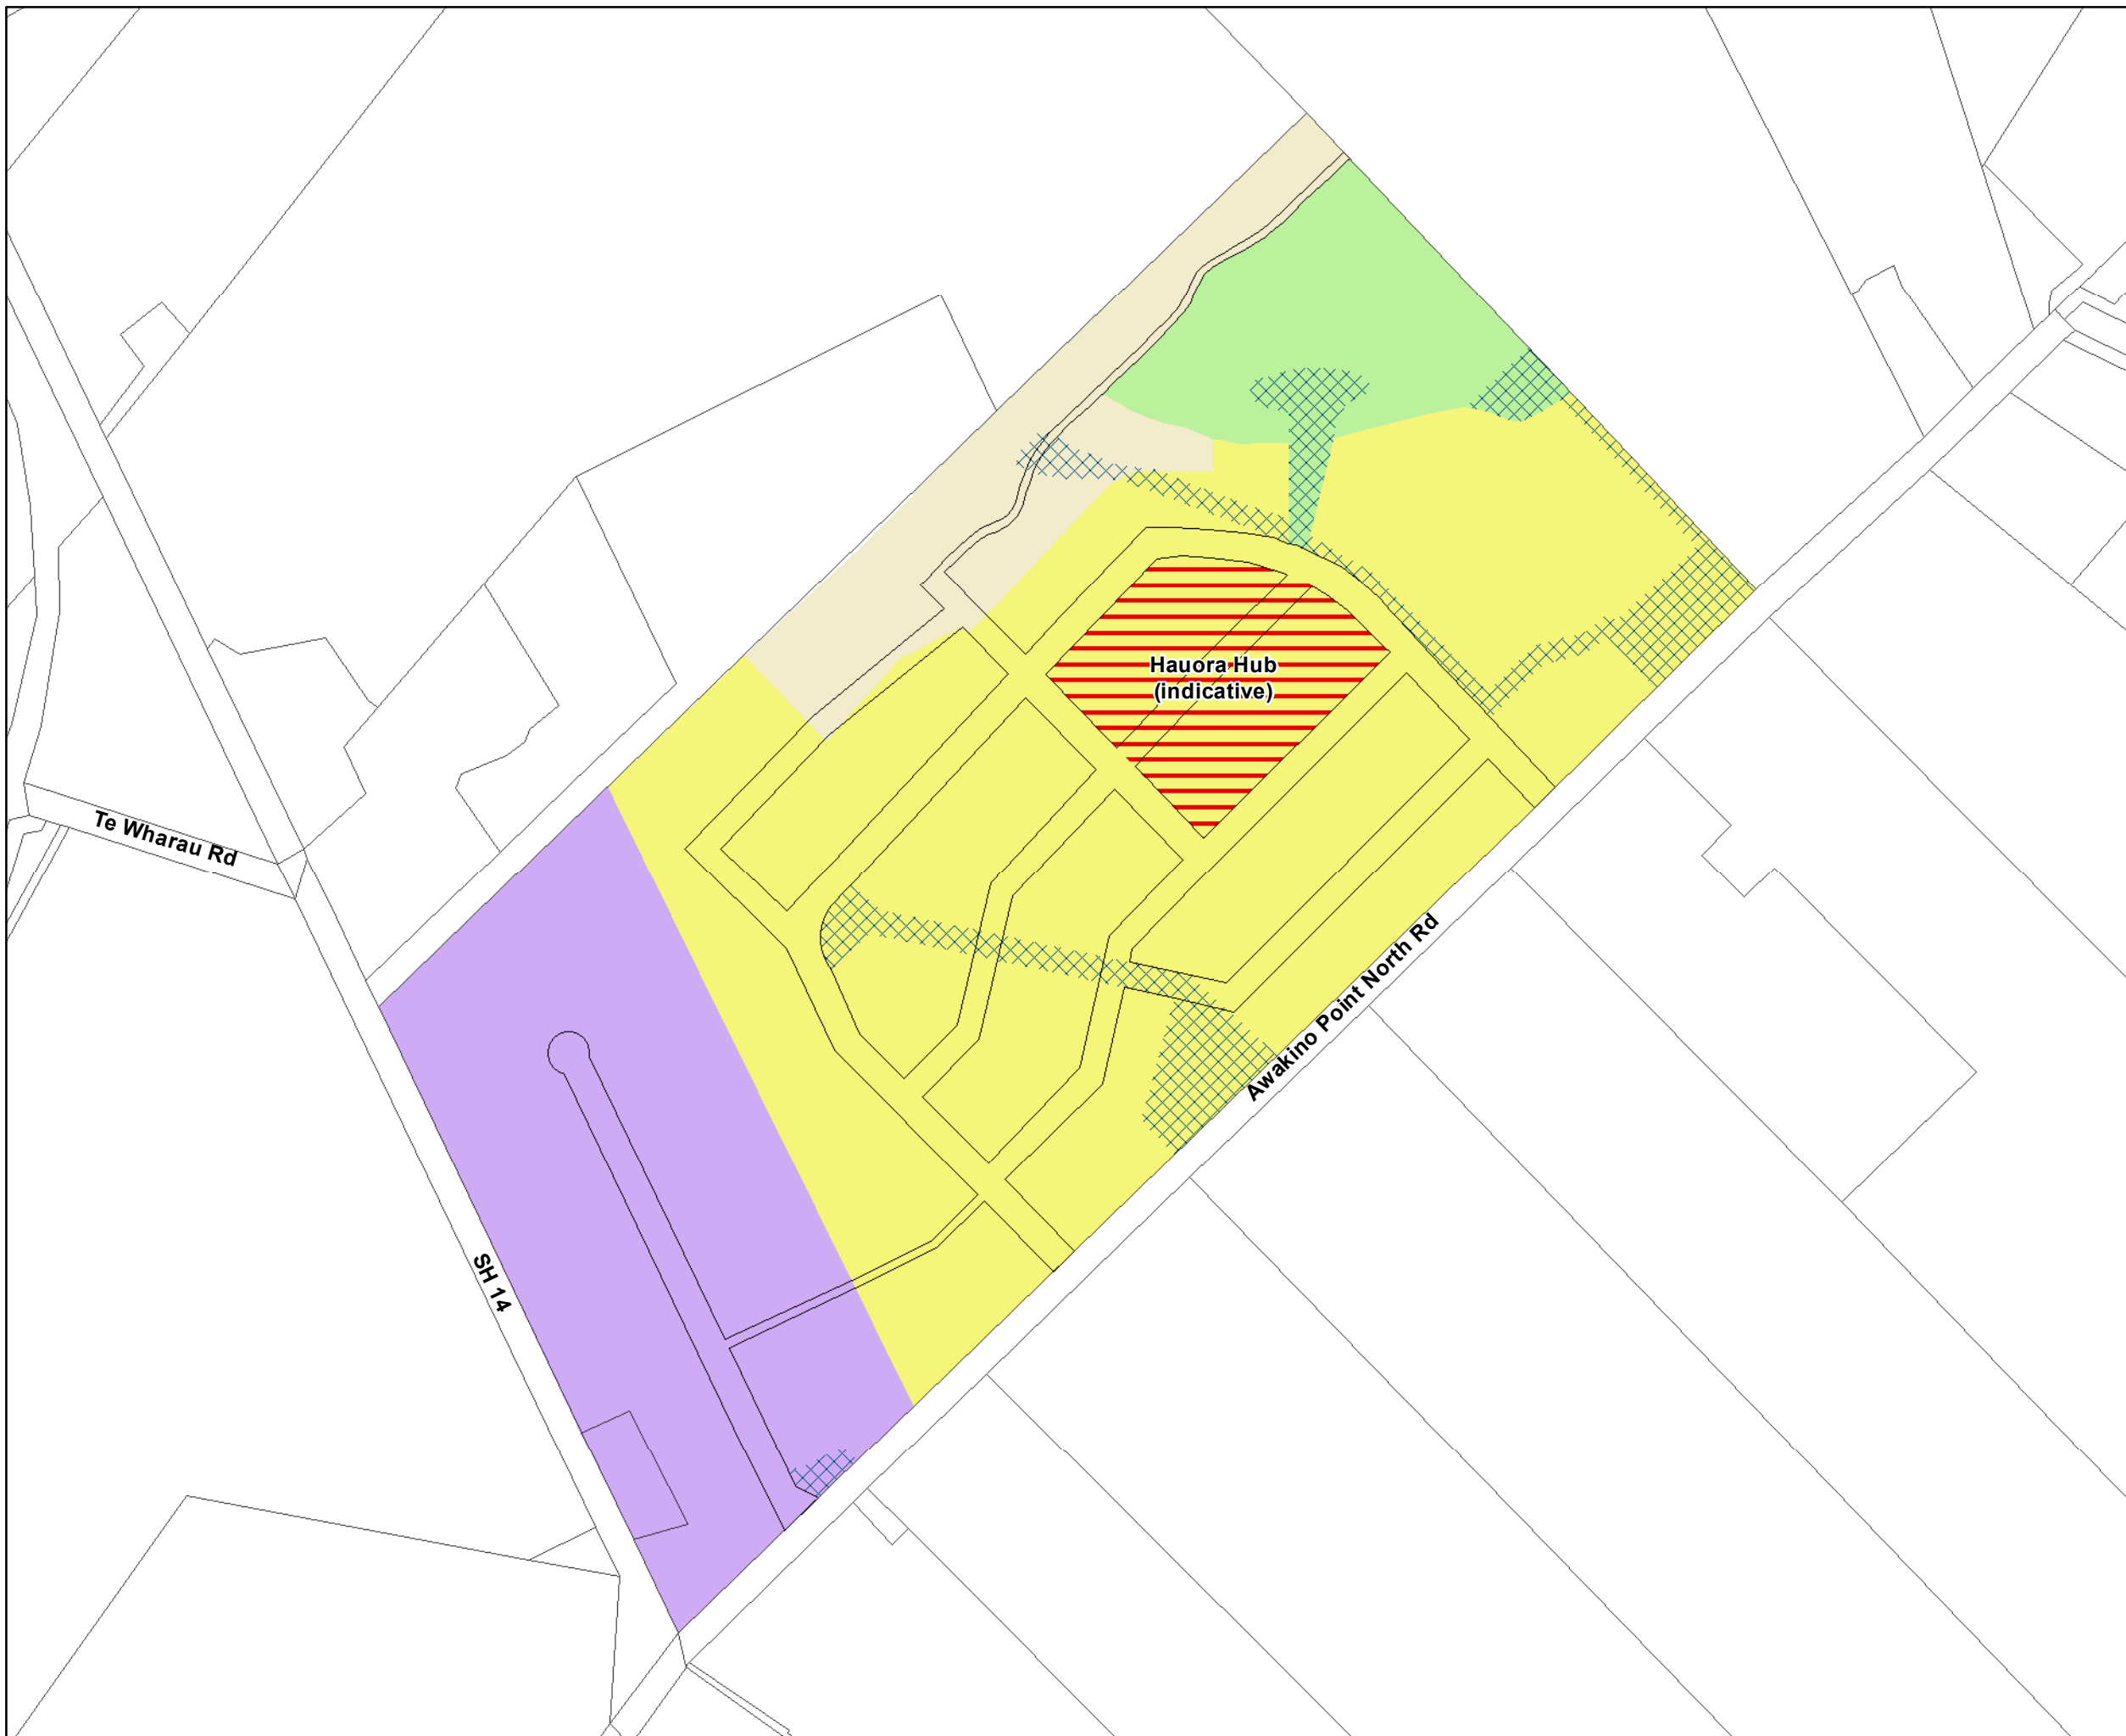 Hauora Hub
(indicative)
Te Wharau Rd
Awakino Point North Rd
SH 14